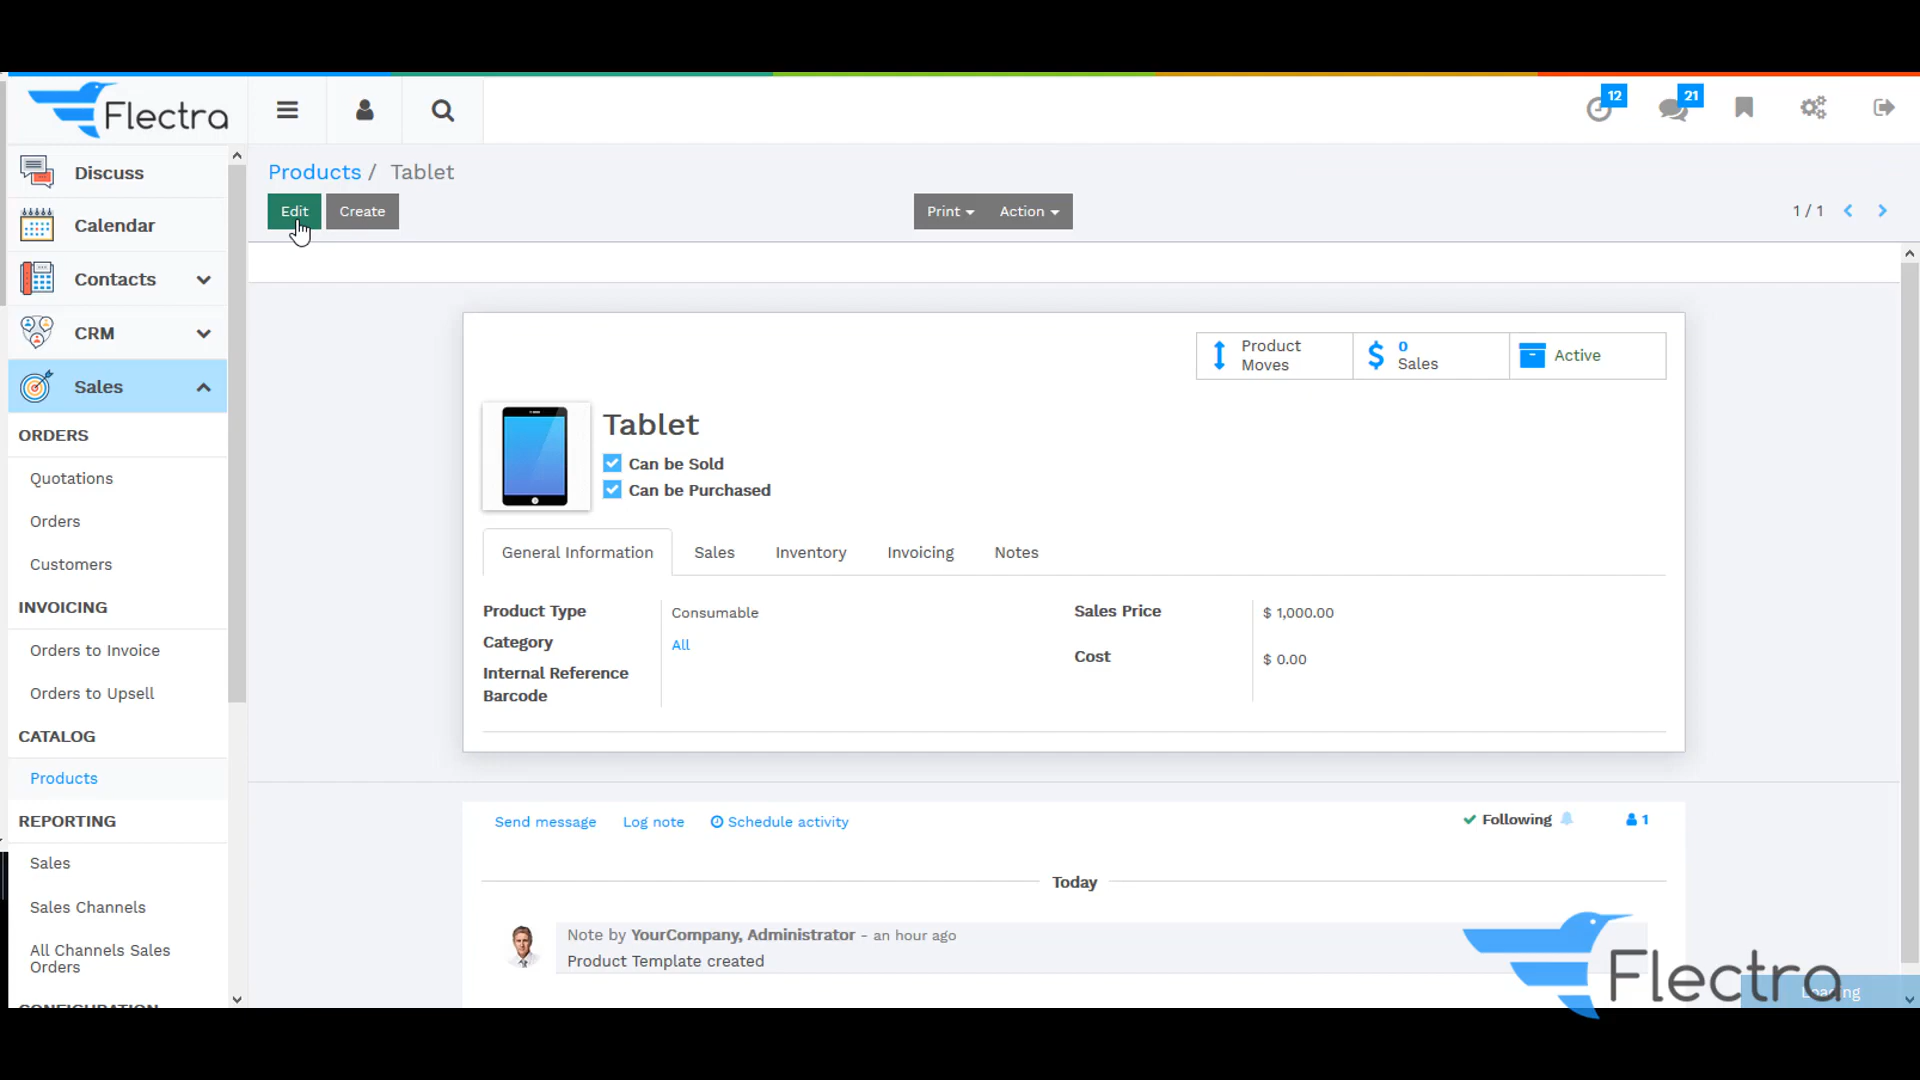 Flectra
12
21
Discuss
Calendar
Contacts
CRM
Sales
ORDERS
Quotations
Orders
Customers
INVOICING
Orders to Invoice
Orders to Upsell
CATALOG
Products
REPORTING
Sales
Sales Channels
All Channels Sales
Orders
CONFIGURATION
Products / Tablet
Edit
Create
Print
Action
1 / 1
Product
Moves
0
Sales
Active
Tablet
Can be Sold
Can be Purchased
General Information
Sales
Inventory
Invoicing
Notes
Product Type
Consumable
Category
All
Internal Reference
Barcode
Sales Price
$ 1,000.00
Cost
$ 0.00
Send message
Log note
Schedule activity
Following
1
Today
Note by YourCompany, Administrator - an hour ago
Product Template created
Flectra
Loading